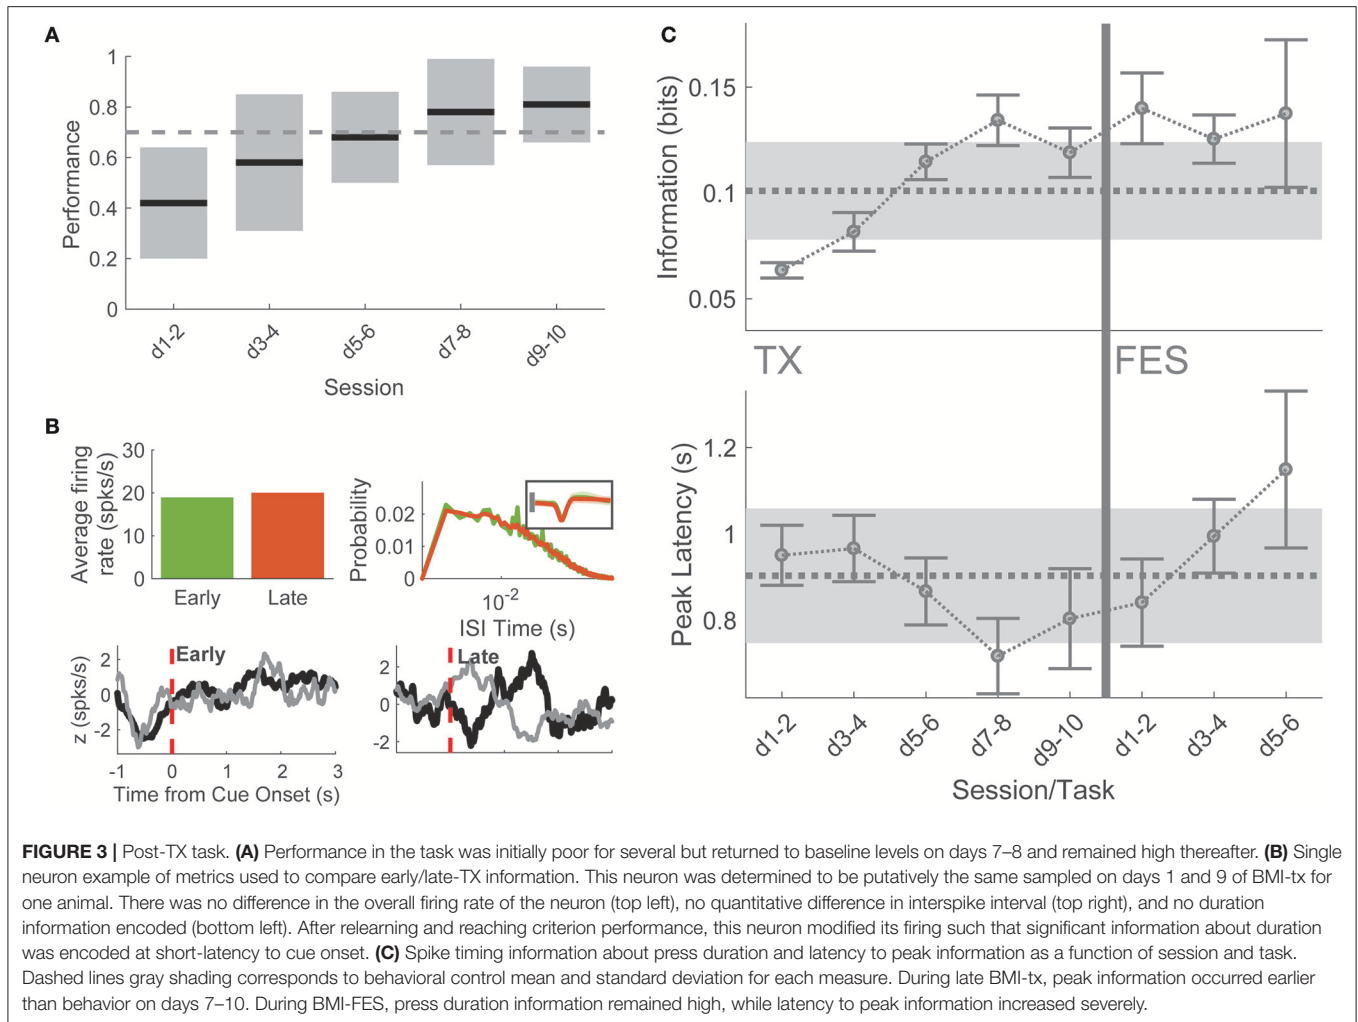 A
1
0.8
0.6
0.4
0.2
0
Performance
d1-2
d3-4
d5-6
d7-8
d9-10
Session
B
30
20
10
0
Average firing
rate (spks/s)
Early
Late
Probability
0.02
0.01
0
10-2
ISI Time (s)
Early
2
0
-2
z (spks/s)
-1
0
1
2
3
Time from Cue Onset (s)
Late
2
0
-2
C
0.15
0.1
0.05
Information (bits)
TX
FES
1.2
1
0.8
Peak Latency (s)
d1-2
d3-4
d5-6
d7-8
d9-10
d1-2
d3-4
d5-6
Session/Task
FIGURE 3 | Post-TX task. (A) Performance in the task was initially poor for several but returned to baseline levels on days 7–8 and remained high thereafter. (B) Single
neuron example of metrics used to compare early/late-TX information. This neuron was determined to be putatively the same sampled on days 1 and 9 of BMI-tx for
one animal. There was no difference in the overall firing rate of the neuron (top left), no quantitative difference in interspike interval (top right), and no duration
information encoded (bottom left). After relearning and reaching criterion performance, this neuron modified its firing such that significant information about duration
was encoded at short-latency to cue onset. (C) Spike timing information about press duration and latency to peak information as a function of session and task.
Dashed lines gray shading corresponds to behavioral control mean and standard deviation for each measure. During late BMI-tx, peak information occurred earlier
than behavior on days 7–10. During BMI-FES, press duration information remained high, while latency to peak information increased severely.